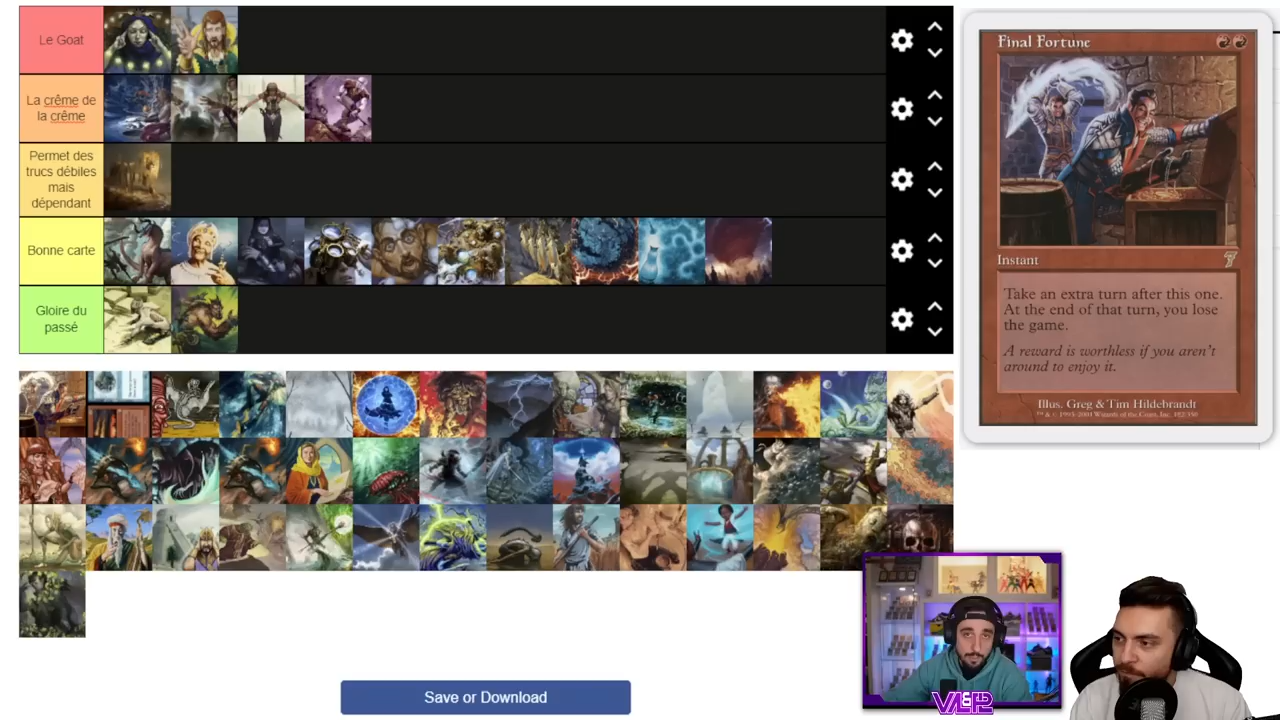 Le Goat
La crême de
la crême
Permet des
trucs débiles
mais
dépendant
Bonne carte
Gloire du
passé
Final Fortune
Instant
Take an extra turn after this one.
At the end of that turn, you lose
the game.
A reward is worthless if you aren't
around to enjoy it.
Illus. Greg & Tim Hildebrandt
Save or Download